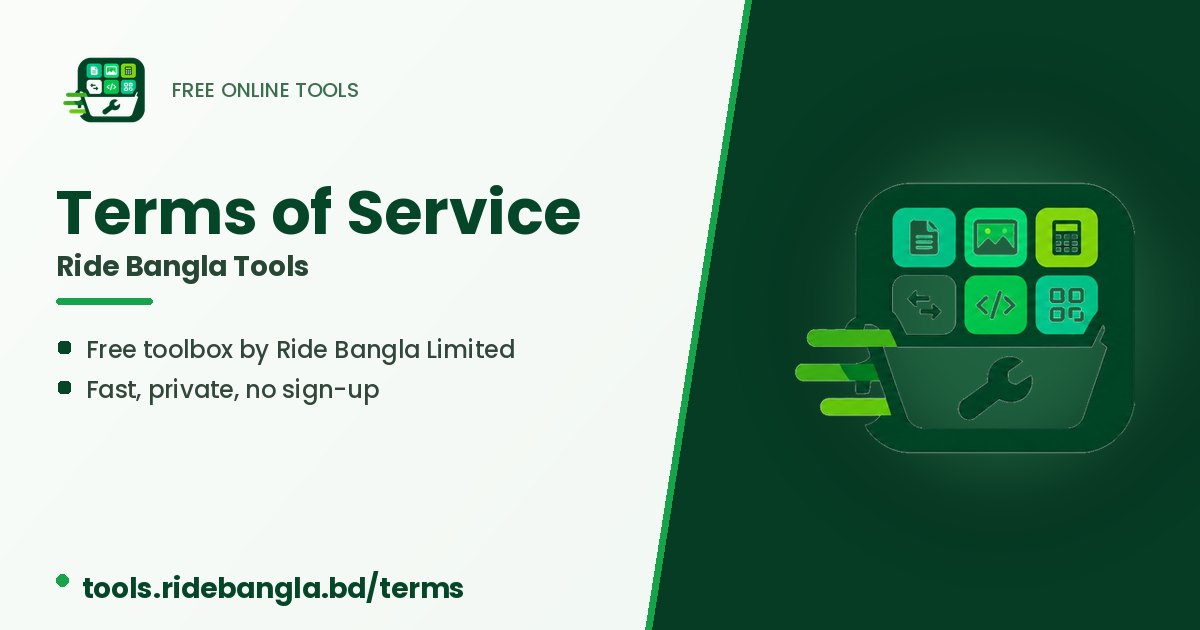 FREE ONLINE TOOLS
Terms of Service
Ride Bangla Tools
Free toolbox by Ride Bangla Limited
Fast, private, no sign-up
tools.ridebangla.bd/terms